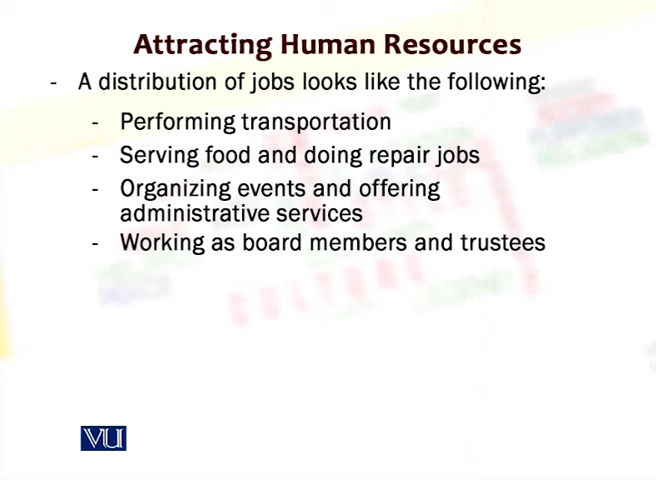 Attracting Human Resources
- A distribution of jobs looks like the following:
- Performing transportation
- Serving food and doing repair jobs
- Organizing events and offering
administrative services
- Working as board members and trustees
CULTURE
VU